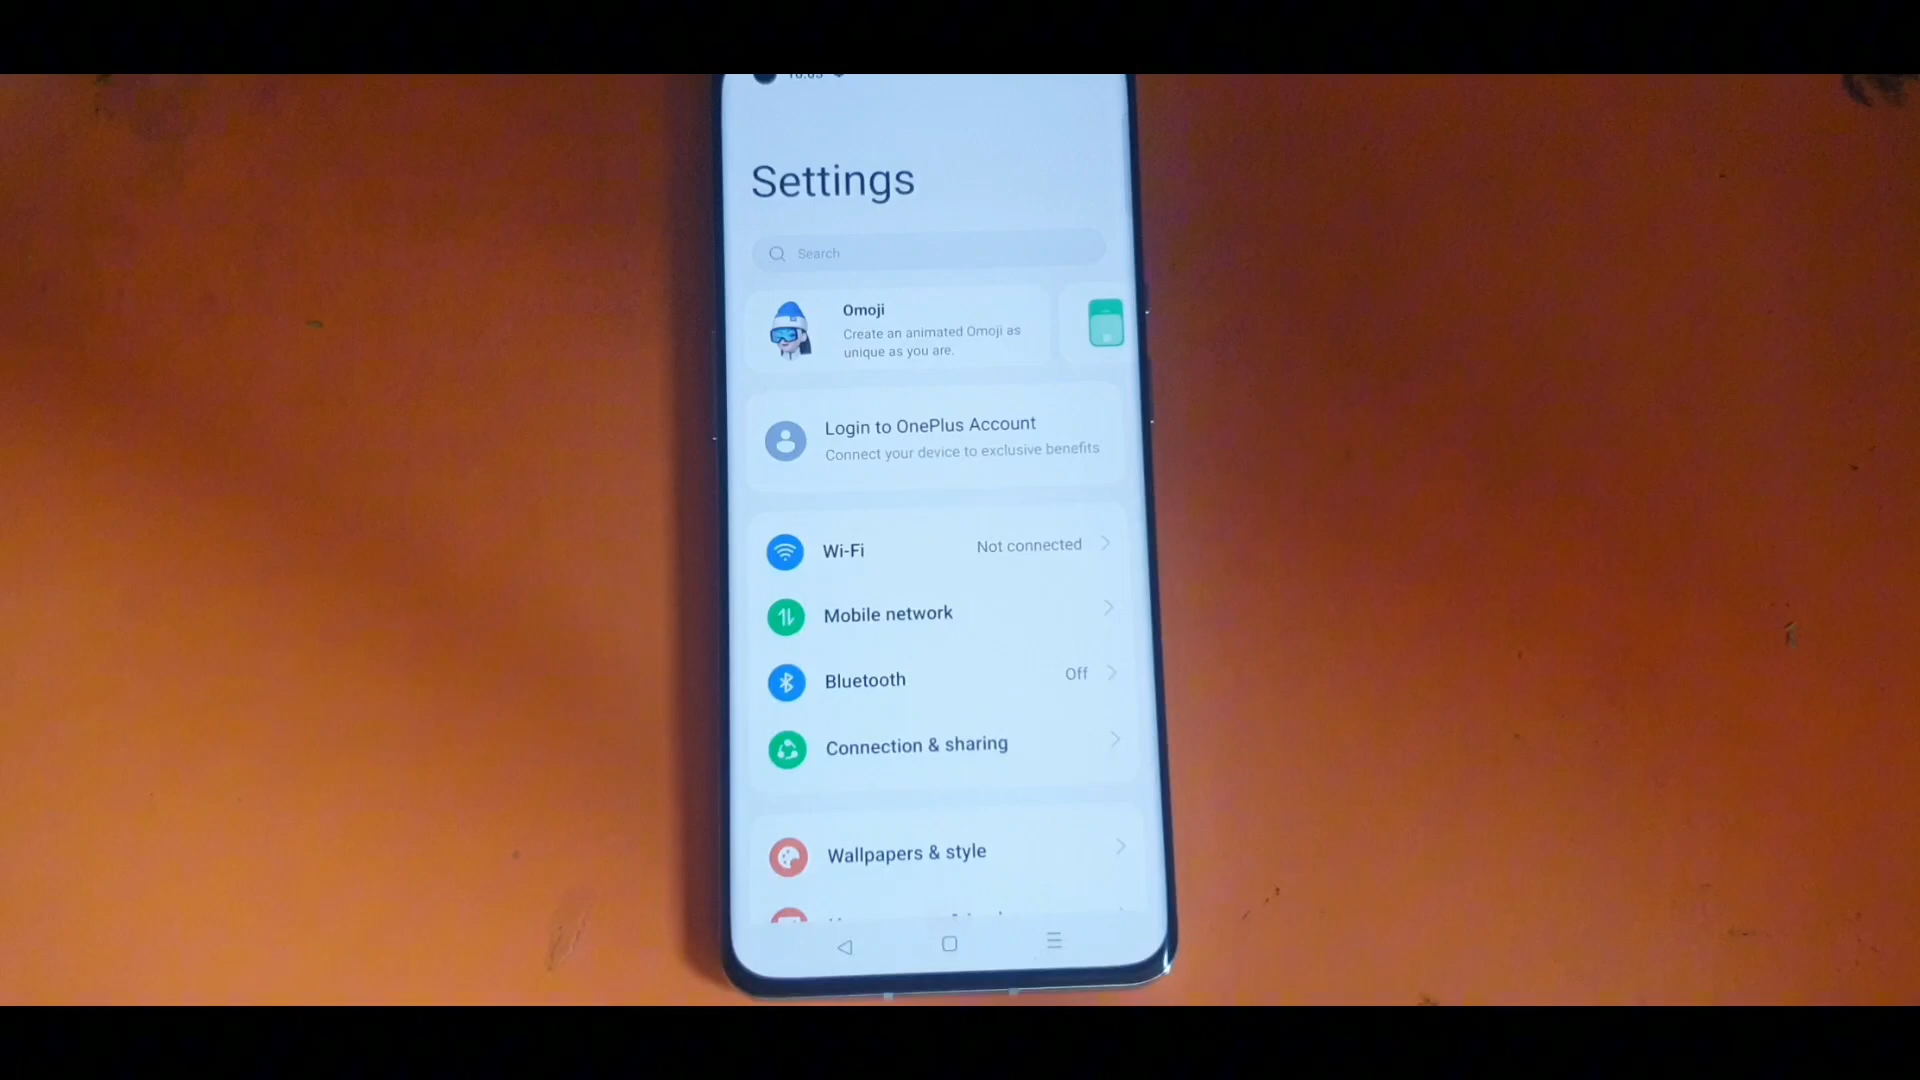 Settings
Search
Omoji
Create an animated Omoji as
unique as you are.
Login to OnePlus Account
Connect your device to exclusive benefits
Wi-Fi Not connected
Mobile network
Bluetooth Off
Connection & sharing
Wallpapers & style